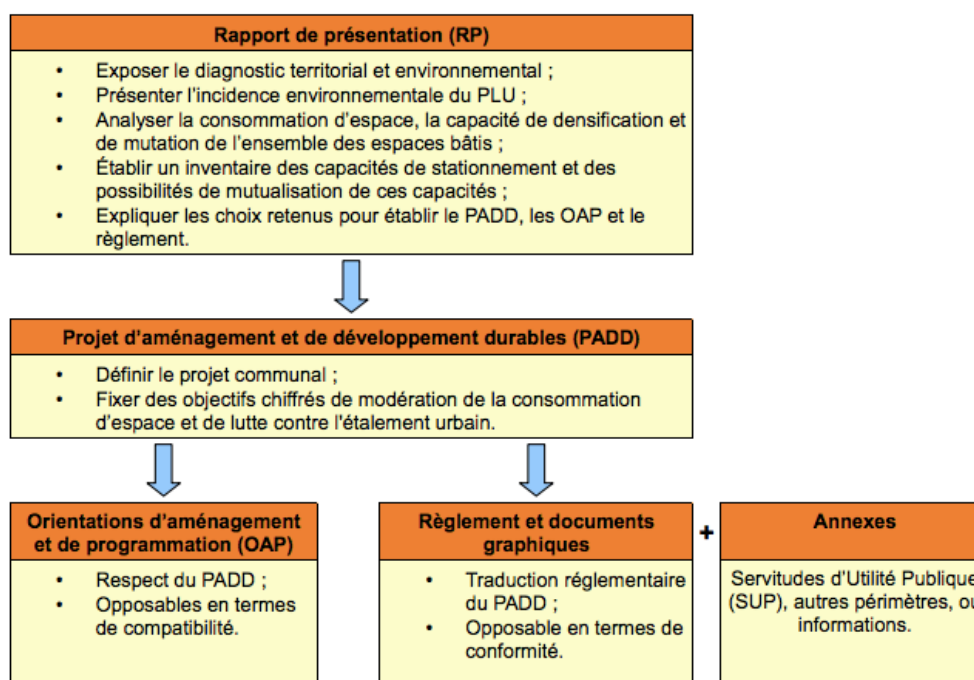 Rapport de présentation (RP)
• Exposer le diagnostic territorial et environnemental ;
• Présenter l'incidence environnementale du PLU ;
• Analyser la consommation d'espace, la capacité de densification et
de mutation de l'ensemble des espaces bâtis ;
• Établir un inventaire des capacités de stationnement et des
possibilités de mutualisation de ces capacités ;
• Expliquer les choix retenus pour établir le PADD, les OAP et le
règlement.
Projet d'aménagement et de développement durables (PADD)
• Définir le projet communal ;
• Fixer des objectifs chiffrés de modération de la consommation
d'espace et de lutte contre l'étalement urbain.
Orientations d'aménagement
et de programmation (OAP)
• Respect du PADD ;
• Opposables en termes
de compatibilité.
Règlement et documents
graphiques
• Traduction réglementaire
du PADD ;
• Opposable en termes de
conformité.
+
Annexes
Servitudes d'Utilité Publique
(SUP), autres périmètres, ou
informations.